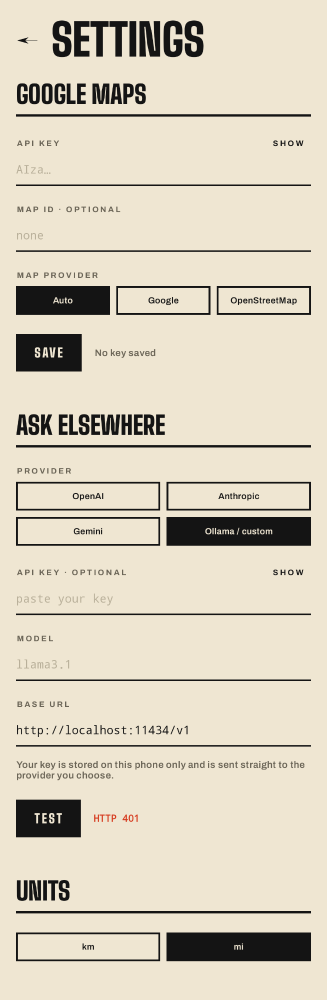 ← SETTINGS
GOOGLE MAPS
API KEY SHOW
AIza…
MAP ID · OPTIONAL
none
MAP PROVIDER
Auto Google OpenStreetMap
SAVE No key saved
ASK ELSEWHERE
PROVIDER
OpenAI Anthropic
Gemini Ollama / custom
API KEY · OPTIONAL SHOW
paste your key
MODEL
llama3.1
BASE URL
http://localhost:11434/v1
Your key is stored on this phone only and is sent straight to the
provider you choose.
TEST HTTP 401
UNITS
km mi